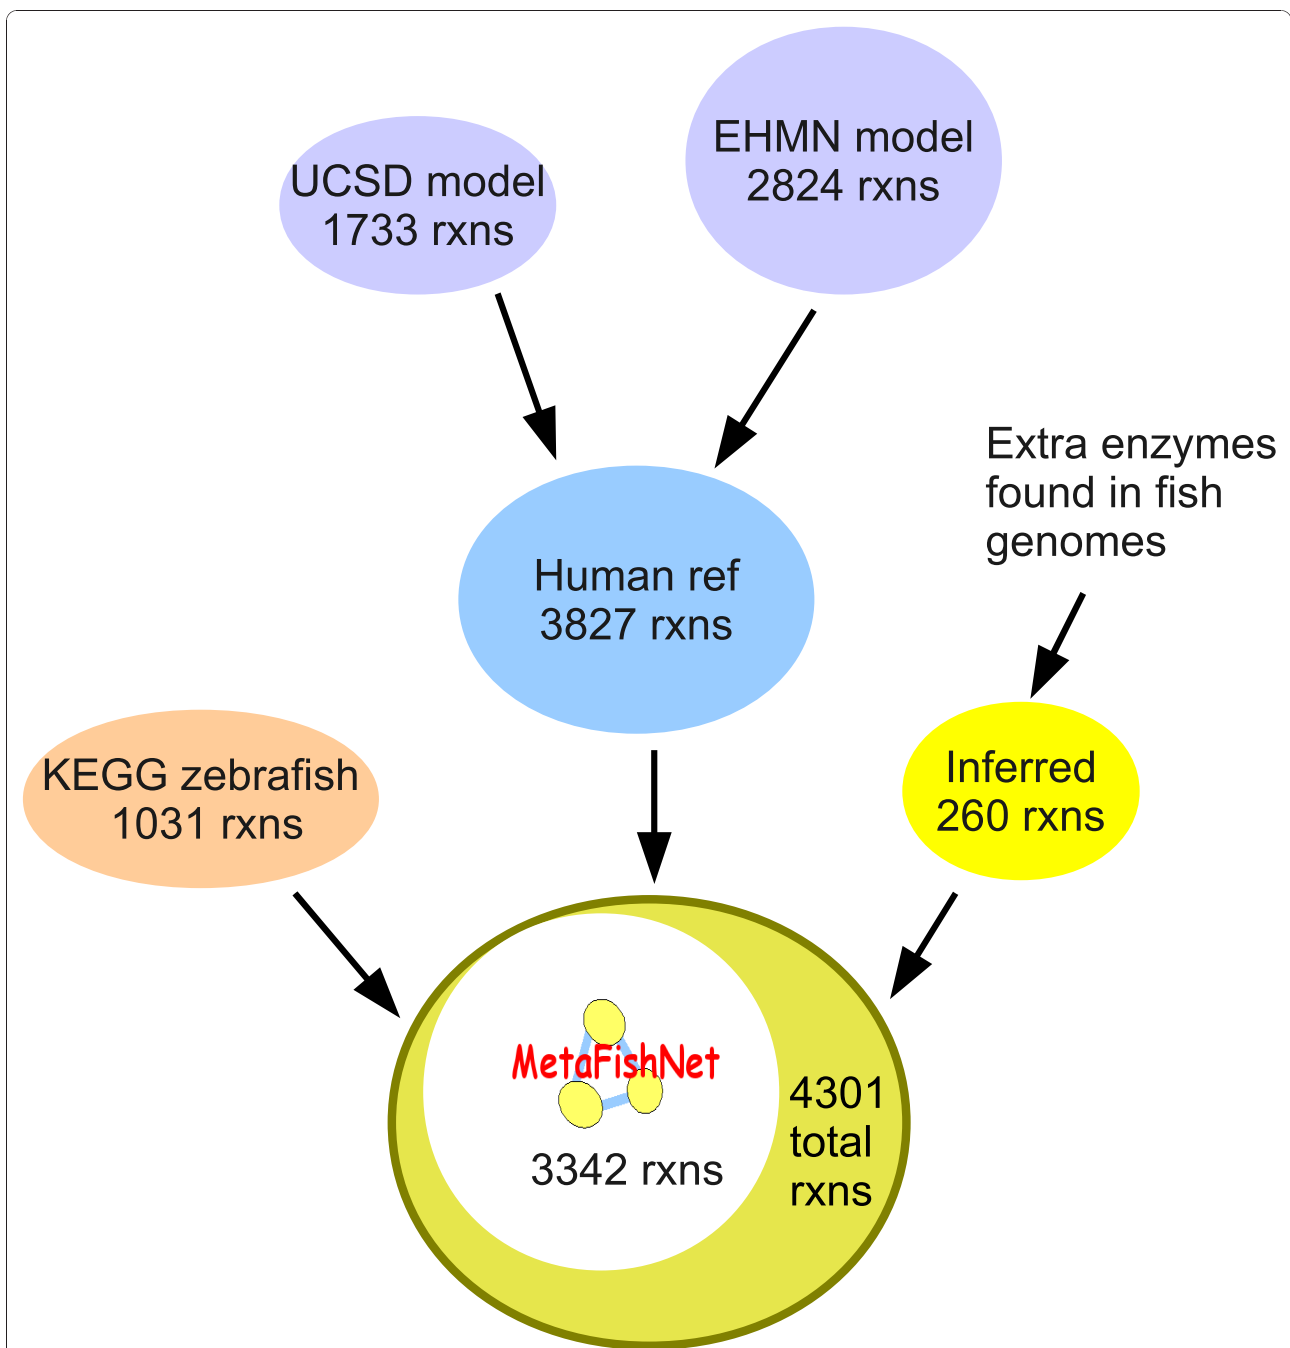 EHMN model
2824 rxns
UCSD model
1733 rxns
Extra enzymes
found in fish
genomes
Human ref
3827 rxns
KEGG zebrafish
1031 rxns
Inferred
260 rxns
MetaFishNet
3342 rxns
4301
total
rxns